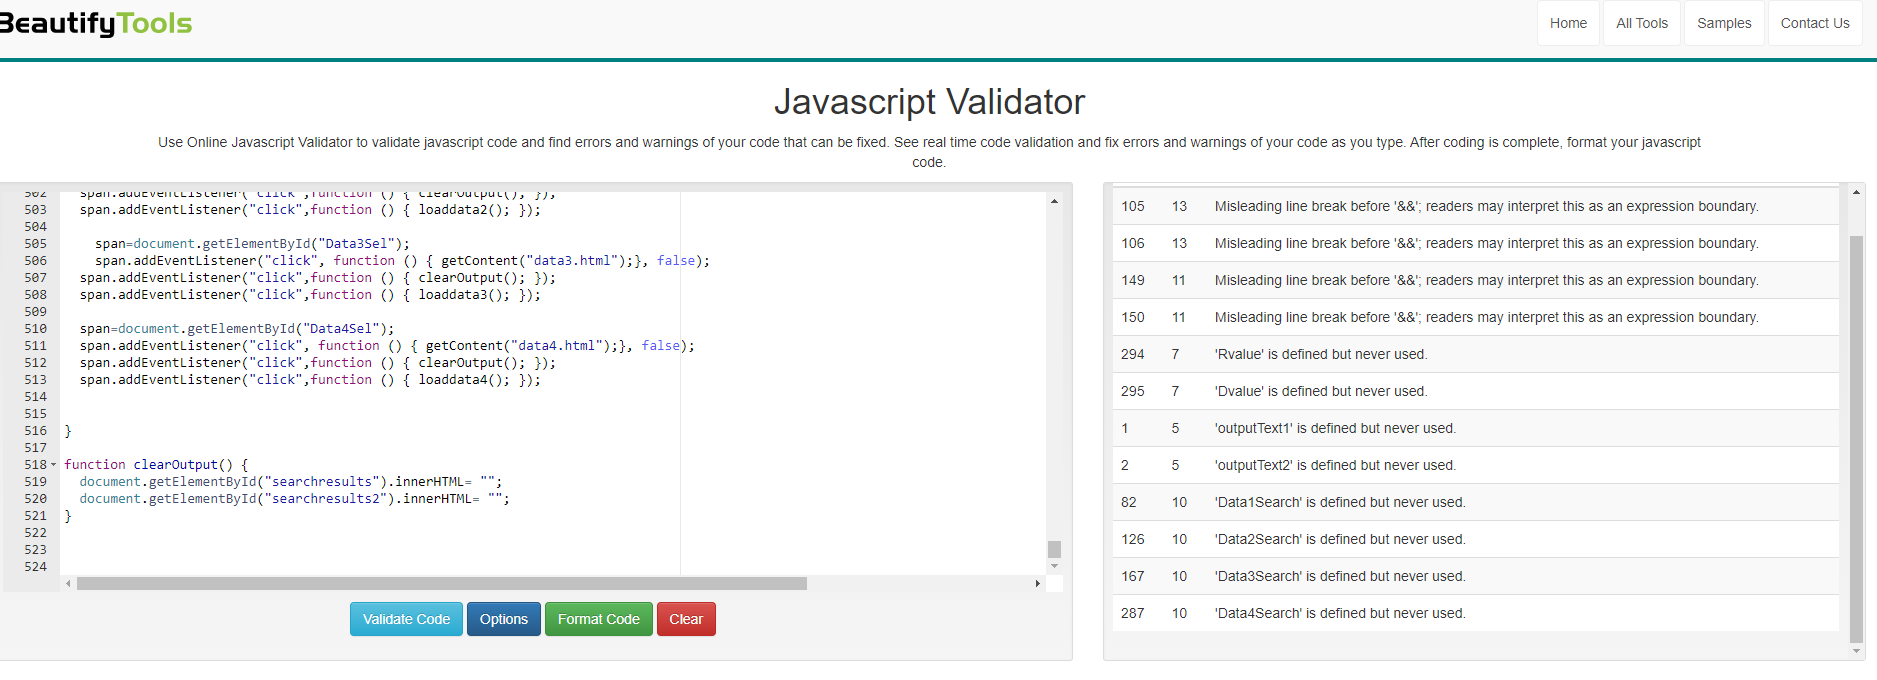 BeautifyTools
Home
All Tools
Samples
Contact Us
Javascript Validator
Use Online Javascript Validator to validate javascript code and find errors and warnings of your code that can be fixed. See real time code validation and fix errors and warnings of your code as you type. After coding is complete, format your javascript
code.
502 span.addEventListener("click",function () { clearOutput(); });
503 span.addEventListener("click",function () { loaddata2(); });
504
505 span=document.getElementById("Data3Sel");
506 span.addEventListener("click", function () { getContent("data3.html");}, false);
507 span.addEventListener("click",function () { clearOutput(); });
508 span.addEventListener("click",function () { loaddata3(); });
509
510 span=document.getElementById("Data4Sel");
511 span.addEventListener("click", function () { getContent("data4.html");}, false);
512 span.addEventListener("click",function () { clearOutput(); });
513 span.addEventListener("click",function () { loaddata4(); });
514
515
516 }
517
518 function clearOutput() {
519 document.getElementById("searchresults").innerHTML= "";
520 document.getElementById("searchresults2").innerHTML= "";
521 }
522
523
524
Validate Code
Options
Format Code
Clear
105 13 Misleading line break before '&&'; readers may interpret this as an expression boundary.
106 13 Misleading line break before '&&'; readers may interpret this as an expression boundary.
149 11 Misleading line break before '&&'; readers may interpret this as an expression boundary.
150 11 Misleading line break before '&&'; readers may interpret this as an expression boundary.
294 7 'Rvalue' is defined but never used.
295 7 'Dvalue' is defined but never used.
1 5 'outputText1' is defined but never used.
2 5 'outputText2' is defined but never used.
82 10 'Data1Search' is defined but never used.
126 10 'Data2Search' is defined but never used.
167 10 'Data3Search' is defined but never used.
287 10 'Data4Search' is defined but never used.